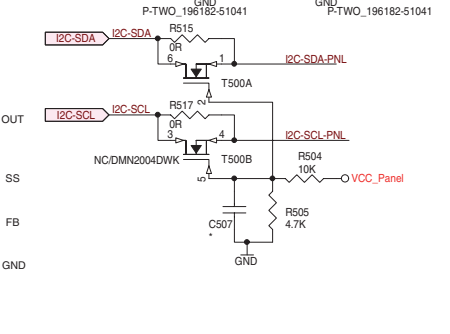 GND GND
P-TWO_196182-51041 P-TWO_196182-51041
R515
I2C-SDA I2C-SDA
0R
6 1 I2C-SDA-PNL
T500A
2
R517
I2C-SCL I2C-SCL
OUT
0R
3 4 I2C-SCL-PNL
NC/DMN2004DWK T500B
R504
10K
SS 5 VCC_Panel
R505
FB C507 4.7K
*
GND GND